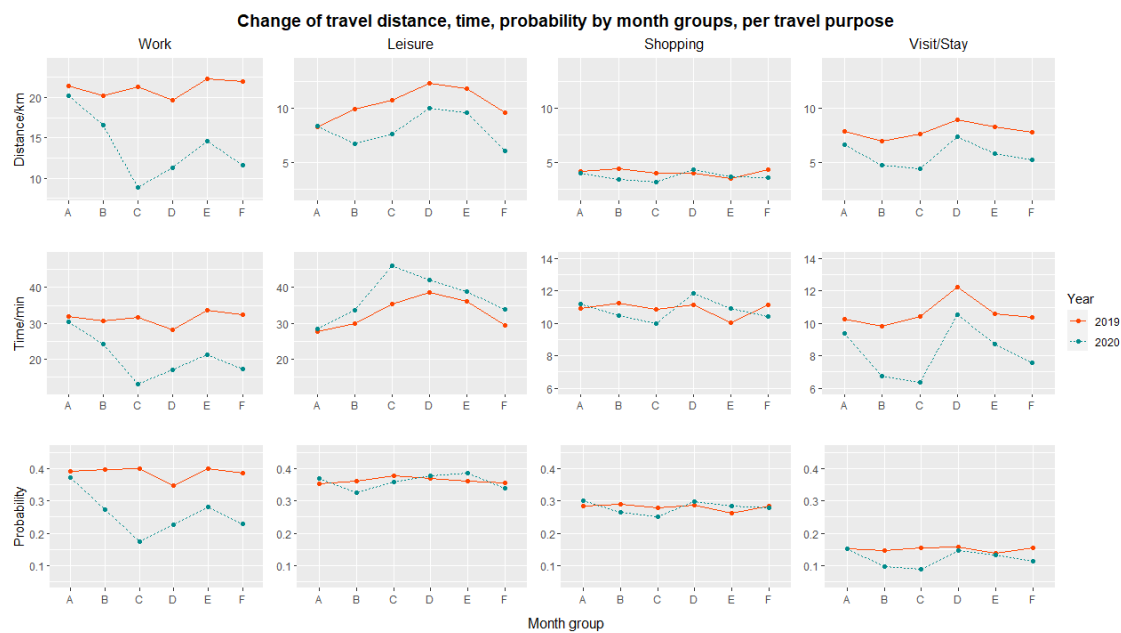 Change of travel distance, time, probability by month groups, per travel purpose
Work Leisure Shopping Visit/Stay
Distance/km
20
15
10
A B C D E F
10
5
A B C D E F
10
5
A B C D E F
10
5
A B C D E F
Time/min
40
30
20
A B C D E F
40
30
20
A B C D E F
14
12
10
8
6
A B C D E F
14
12
10
8
6
A B C D E F
Probability
0.4
0.3
0.2
0.1
A B C D E F
0.4
0.3
0.2
0.1
A B C D E F
0.4
0.3
0.2
0.1
A B C D E F
0.4
0.3
0.2
0.1
A B C D E F
Month group
Year
2019
2020